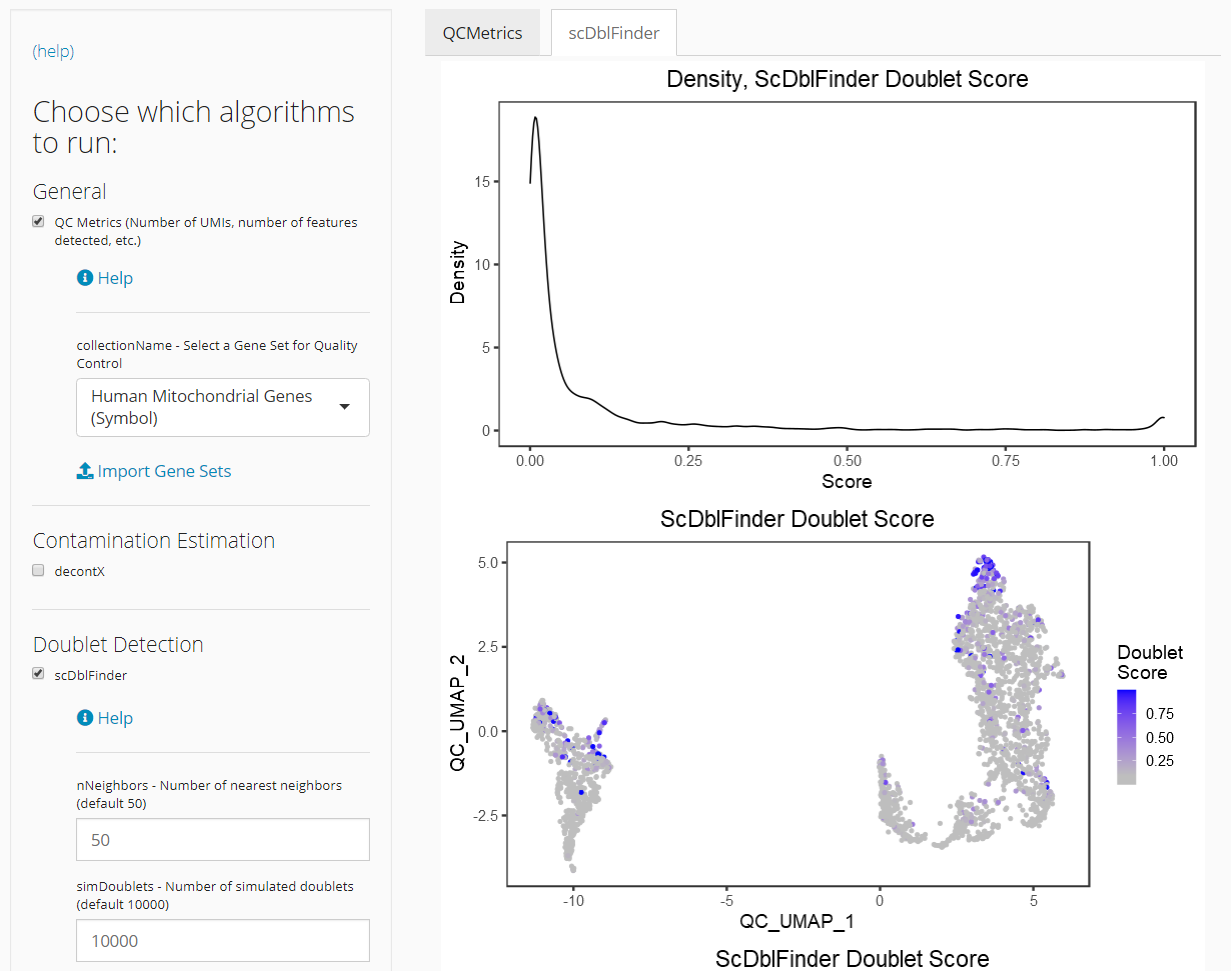 (help)
Choose which algorithms
to run:
General
QC Metrics (Number of UMIs, number of features
detected, etc.)
Help
collectionName - Select a Gene Set for Quality
Control
Human Mitochondrial Genes
(Symbol)
Import Gene Sets
Contamination Estimation
decontX
Doublet Detection
scDblFinder
Help
nNeighbors - Number of nearest neighbors
(default 50)
50
simDoublets - Number of simulated doublets
(default 10000)
10000
QCMetrics
scDblFinder
Density, ScDblFinder Doublet Score
Density
15
10
5
0
0.00 0.25 0.50 0.75 1.00
Score
ScDblFinder Doublet Score
QC_UMAP_2
5.0
2.5
0.0
-2.5
-10 -5 0 5
QC_UMAP_1
Doublet
Score
0.75
0.50
0.25
ScDblFinder Doublet Score